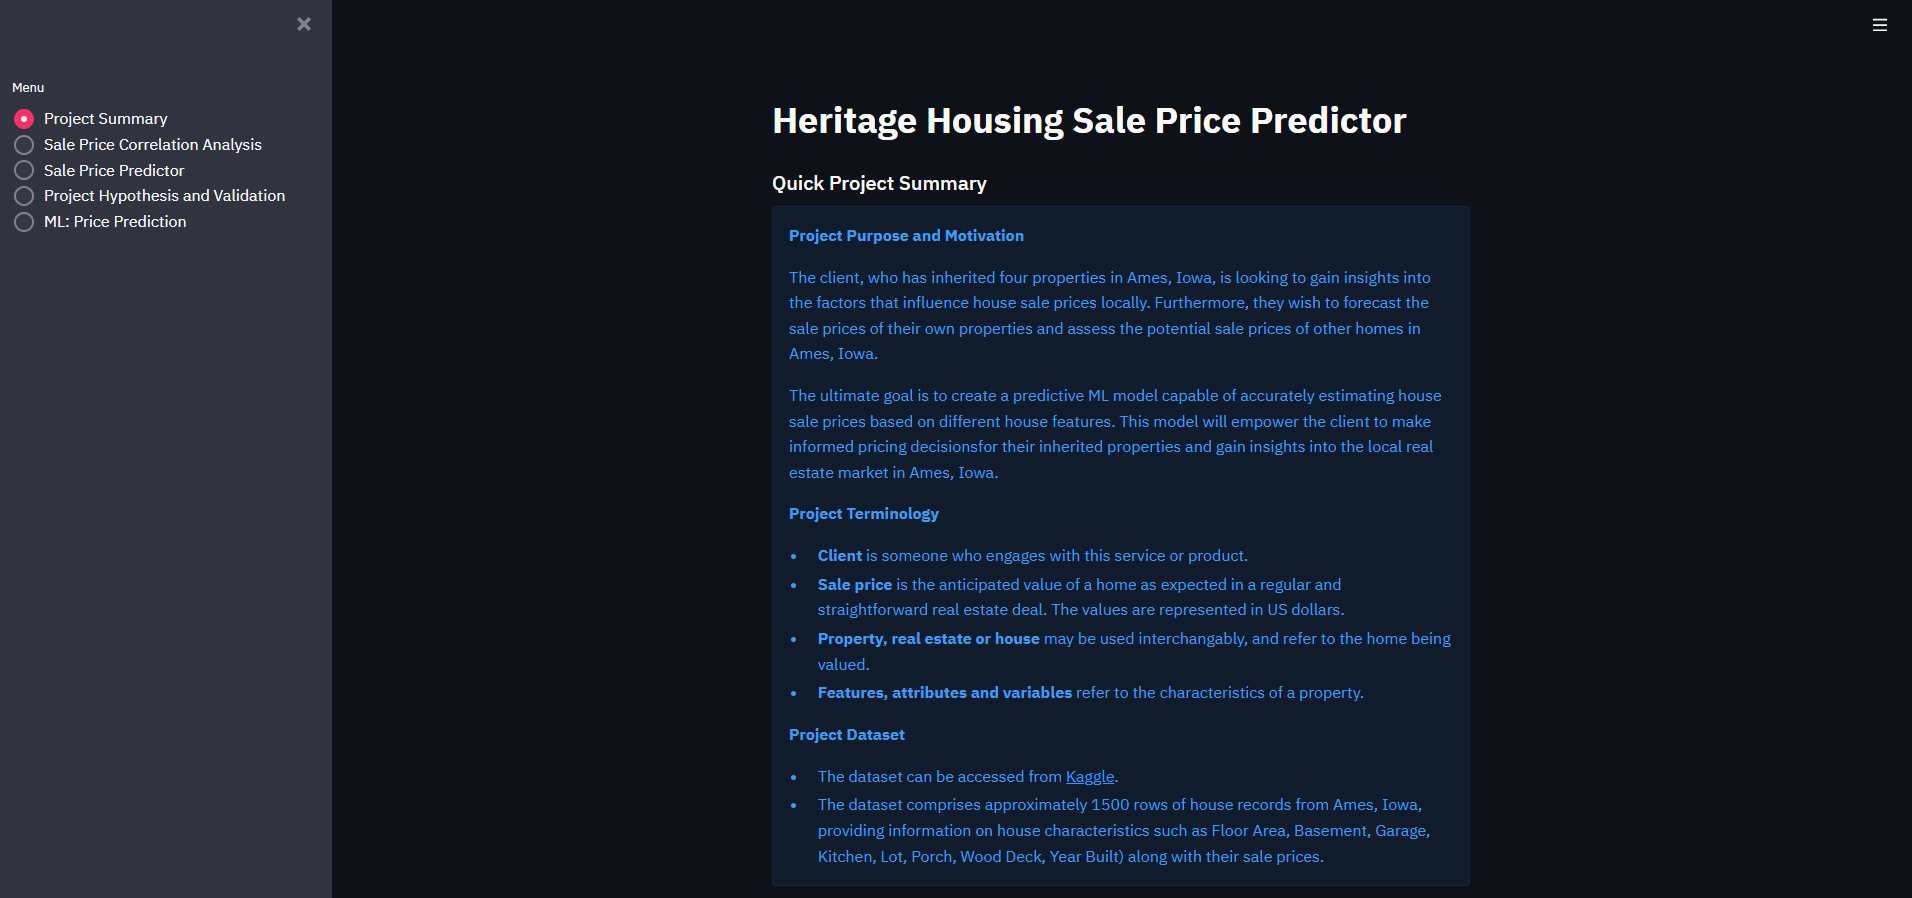 Menu
Project Summary
Sale Price Correlation Analysis
Sale Price Predictor
Project Hypothesis and Validation
ML: Price Prediction
Heritage Housing Sale Price Predictor
Quick Project Summary
Project Purpose and Motivation
The client, who has inherited four properties in Ames, Iowa, is looking to gain insights into
the factors that influence house sale prices locally. Furthermore, they wish to forecast the
sale prices of their own properties and assess the potential sale prices of other homes in
Ames, Iowa.
The ultimate goal is to create a predictive ML model capable of accurately estimating house
sale prices based on different house features. This model will empower the client to make
informed pricing decisionsfor their inherited properties and gain insights into the local real
estate market in Ames, Iowa.
Project Terminology
• Client is someone who engages with this service or product.
• Sale price is the anticipated value of a home as expected in a regular and
straightforward real estate deal. The values are represented in US dollars.
• Property, real estate or house may be used interchangably, and refer to the home being
valued.
• Features, attributes and variables refer to the characteristics of a property.
Project Dataset
• The dataset can be accessed from Kaggle.
• The dataset comprises approximately 1500 rows of house records from Ames, Iowa,
providing information on house characteristics such as Floor Area, Basement, Garage,
Kitchen, Lot, Porch, Wood Deck, Year Built) along with their sale prices.